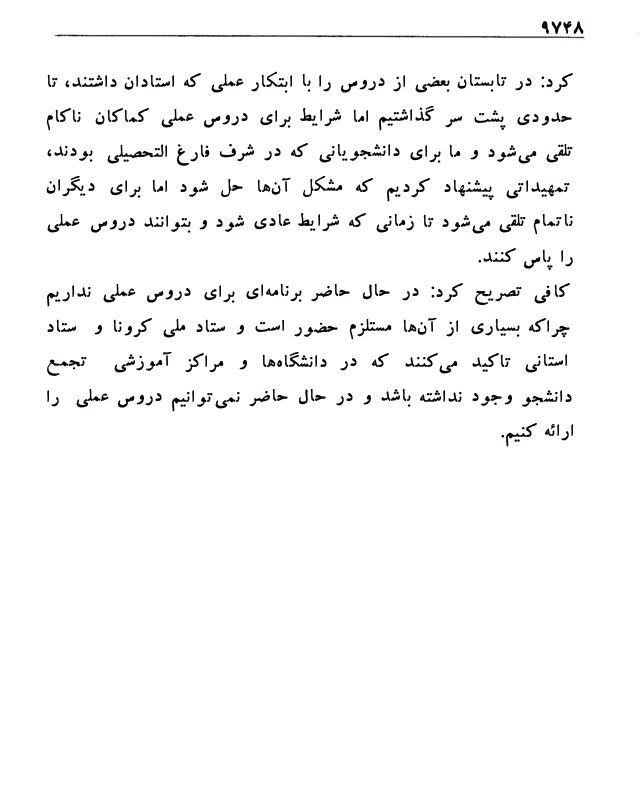 ۹۷۴۸
کرد: در تابستان بعضی از دروس را با ابتکار عملی که استادان داشتند، تا
حدودی پشت سر گذاشتیم اما شرایط برای دروس عملی کماکان ناکام
تلقی می‌شود و ما برای دانشجویانی که در شرف فارغ التحصیلی بودند،
تمهیداتی پیشنهاد کردیم که مشکل آن‌ها حل شود اما برای دیگران
ناتمام تلقی می‌شود تا زمانی که شرایط عادی شود و بتوانند دروس عملی
را پاس کنند.
کافی تصریح کرد: در حال حاضر برنامه‌ای برای دروس عملی نداریم
چراکه بسیاری از آن‌ها مستلزم حضور است و ستاد ملی کرونا و ستاد
استانی تاکید می‌کنند که در دانشگاه‌ها و مراکز آموزشی تجمع
دانشجو وجود نداشته باشد و در حال حاضر نمی‌توانیم دروس عملی را
ارائه کنیم.